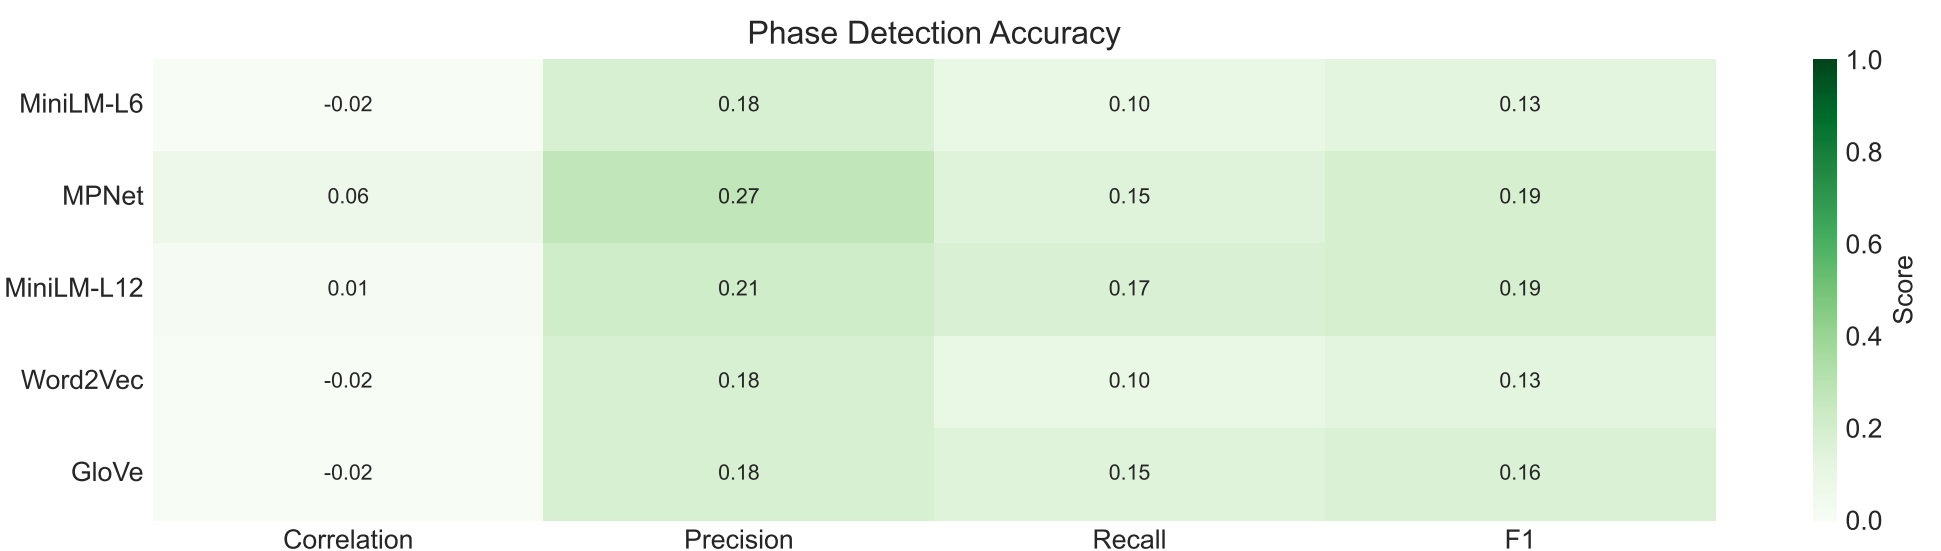 Phase Detection Accuracy
MiniLM-L6 -0.02 0.18 0.10 0.13
MPNet 0.06 0.27 0.15 0.19
MiniLM-L12 0.01 0.21 0.17 0.19
Word2Vec -0.02 0.18 0.10 0.13
GloVe -0.02 0.18 0.15 0.16
Correlation Precision Recall F1
1.0
0.8
0.6
0.4
0.2
0.0
Score